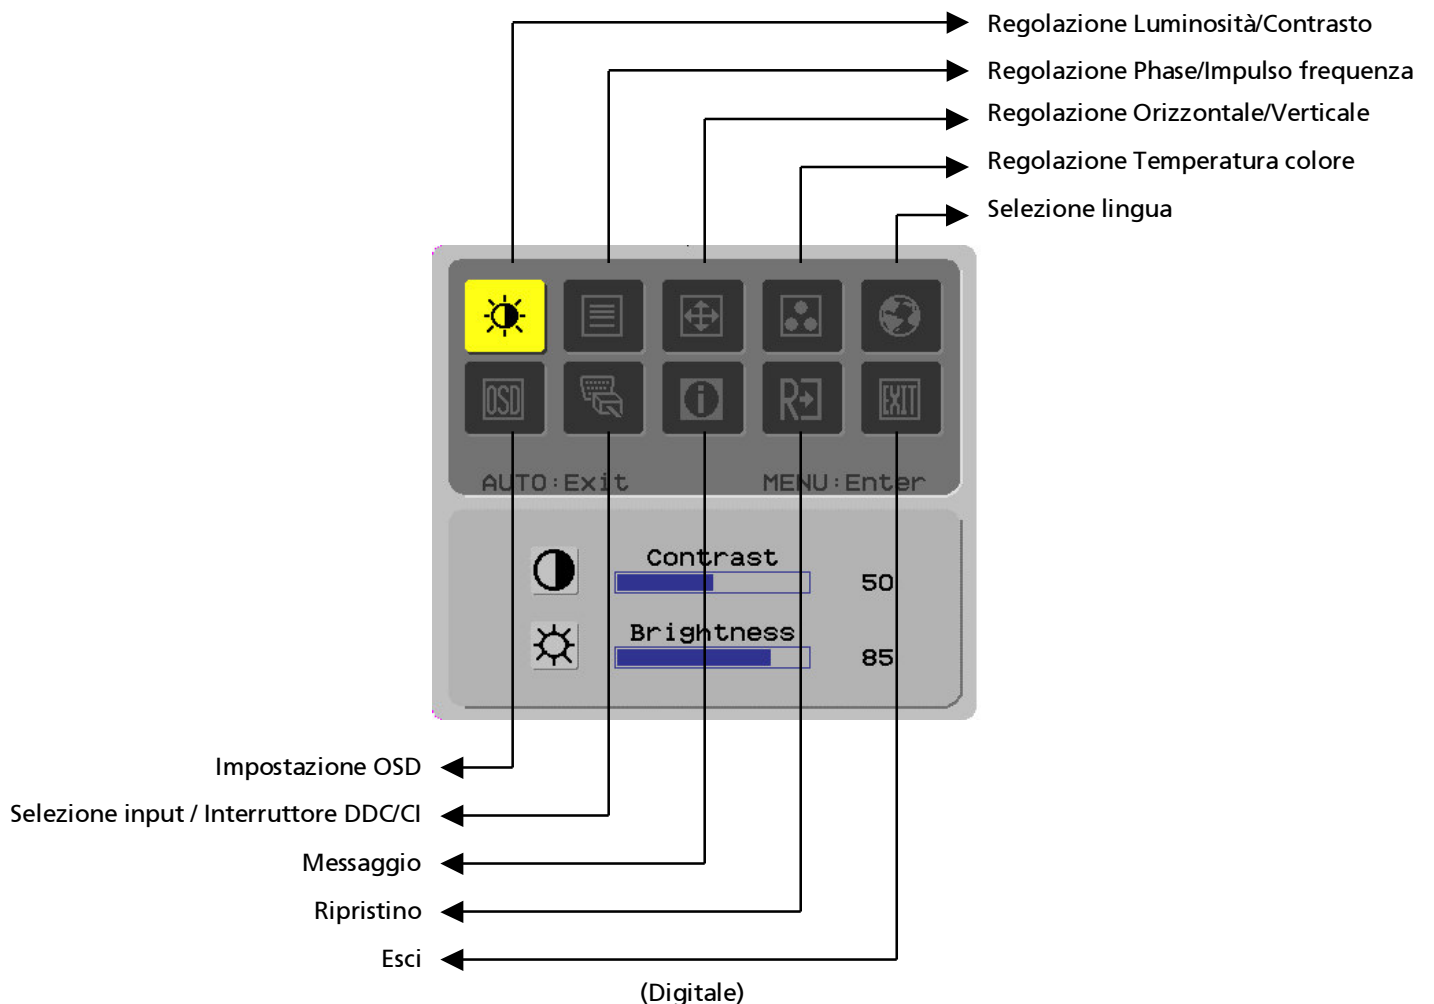 Regolazione Luminosità/Contrasto
Regolazione Phase/Impulso frequenza
Regolazione Orizzontale/Verticale
Regolazione Temperatura colore
Selezione lingua
OSD
i
R
EXIT
AUTO:Exit MENU:Enter
Contrast
50
Brightness
85
Impostazione OSD
Selezione input / Interruttore DDC/CI
Messaggio
Ripristino
Esci
(Digitale)